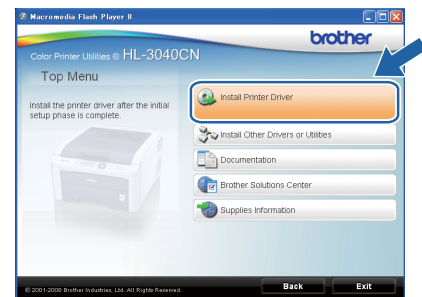 Macromedia Flash Player 8
brother
Color Printer Utilities ® HL-3040CN
Top Menu
Install the printer driver after the initial
setup phase is complete.
Install Printer Driver
Install Other Drivers or Utilities
Documentation
Brother Solutions Center
Supplies Information
© 2001-2008 Brother Industries, Ltd. All Rights Reserved.
Back
Exit